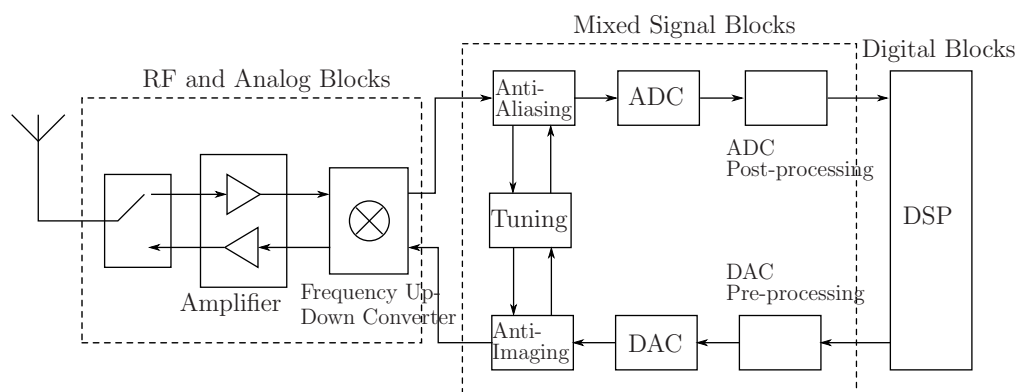 Mixed Signal Blocks
Digital Blocks
RF and Analog Blocks
Anti-
Aliasing
ADC
ADC
Post-processing
Tuning
DSP
DAC
Pre-processing
Amplifier
Frequency Up-
Down Converter
Anti-
Imaging
DAC